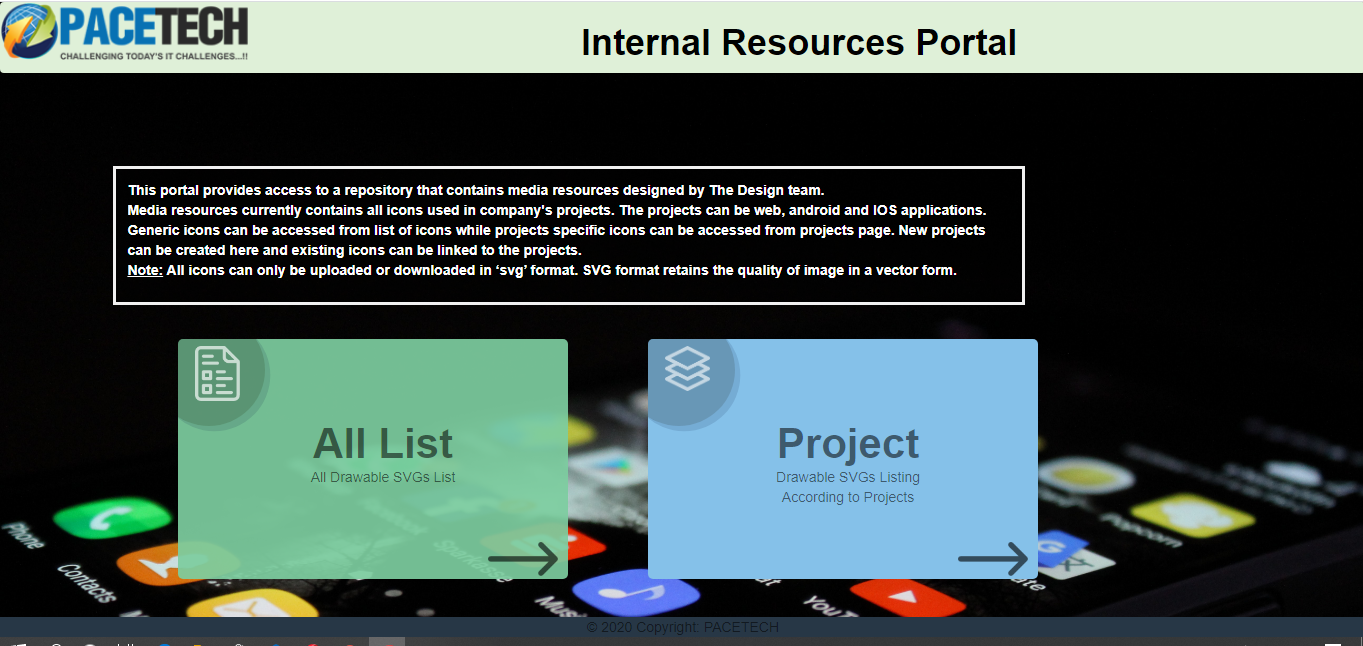 PACETECH
CHALLENGING TODAY'S IT CHALLENGES...!!
Internal Resources Portal
This portal provides access to a repository that contains media resources designed by The Design team.
Media resources currently contains all icons used in company's projects. The projects can be web, android and IOS applications.
Generic icons can be accessed from list of icons while projects specific icons can be accessed from projects page. New projects
can be created here and existing icons can be linked to the projects.
Note: All icons can only be uploaded or downloaded in ‘svg’ format. SVG format retains the quality of image in a vector form.
All List
All Drawable SVGs List
Project
Drawable SVGs Listing
According to Projects
Phone
Contacts
Popcorn
© 2020 Copyright: PACETECH